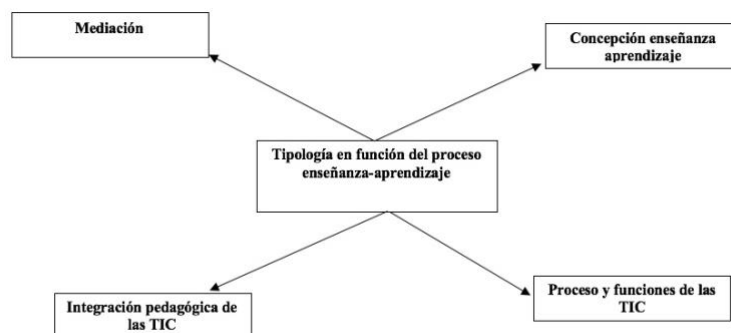 Mediación
Concepción enseñanza
aprendizaje
Tipología en función del proceso
enseñanza-aprendizaje
Integración pedagógica de
las TIC
Proceso y funciones de las
TIC